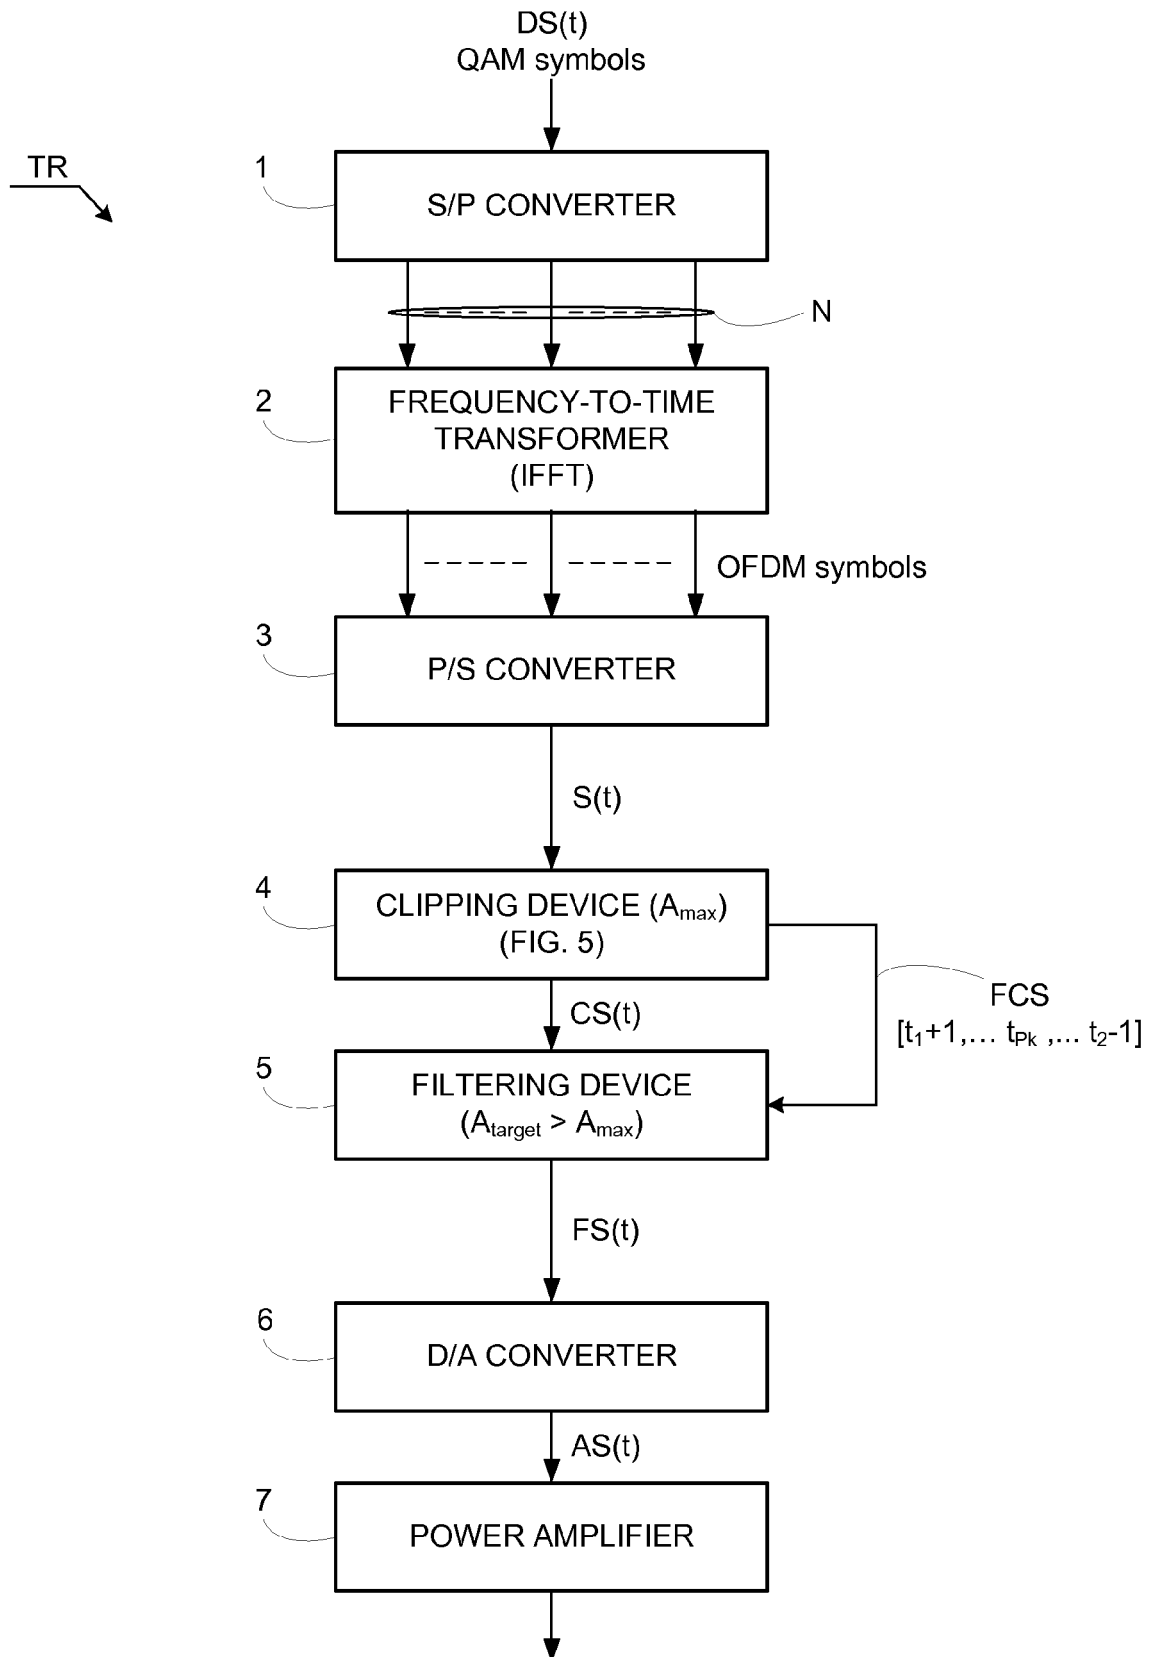 DS(t)
QAM symbols
TR
1
S/P CONVERTER
N
2
FREQUENCY-TO-TIME
TRANSFORMER
(IFFT)
OFDM symbols
3
P/S CONVERTER
S(t)
4
CLIPPING DEVICE (Amax)
(FIG. 5)
FCS
[t1+1,... tPk ,... t2-1]
CS(t)
5
FILTERING DEVICE
(Atarget > Amax)
FS(t)
6
D/A CONVERTER
AS(t)
7
POWER AMPLIFIER